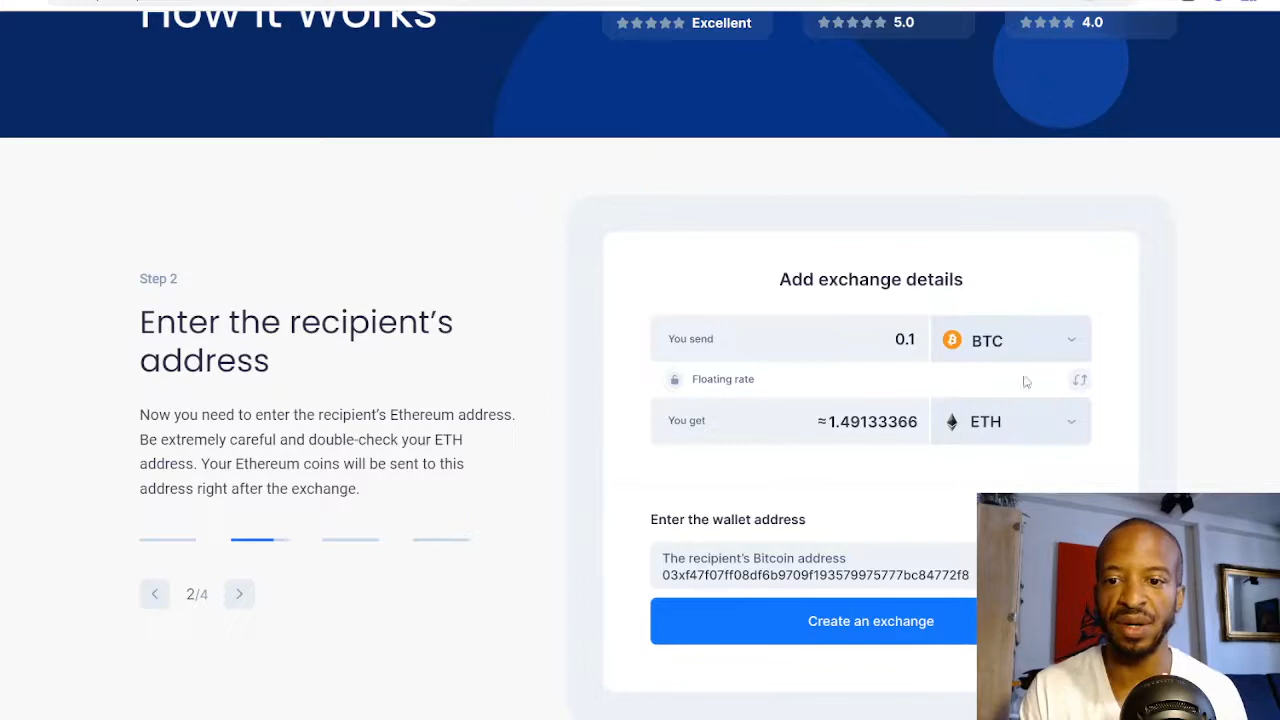 How it Works
Excellent
5.0
4.0
Step 2
Enter the recipient's
address
Now you need to enter the recipient's Ethereum address.
Be extremely careful and double-check your ETH
address. Your Ethereum coins will be sent to this
address right after the exchange.
2/4
Add exchange details
You send 0.1 BTC
Floating rate
You get ≈1.49133366 ETH
Enter the wallet address
The recipient's Bitcoin address
03xf47f07ff08df6b9709f193579975777bc84772f8
Create an exchange